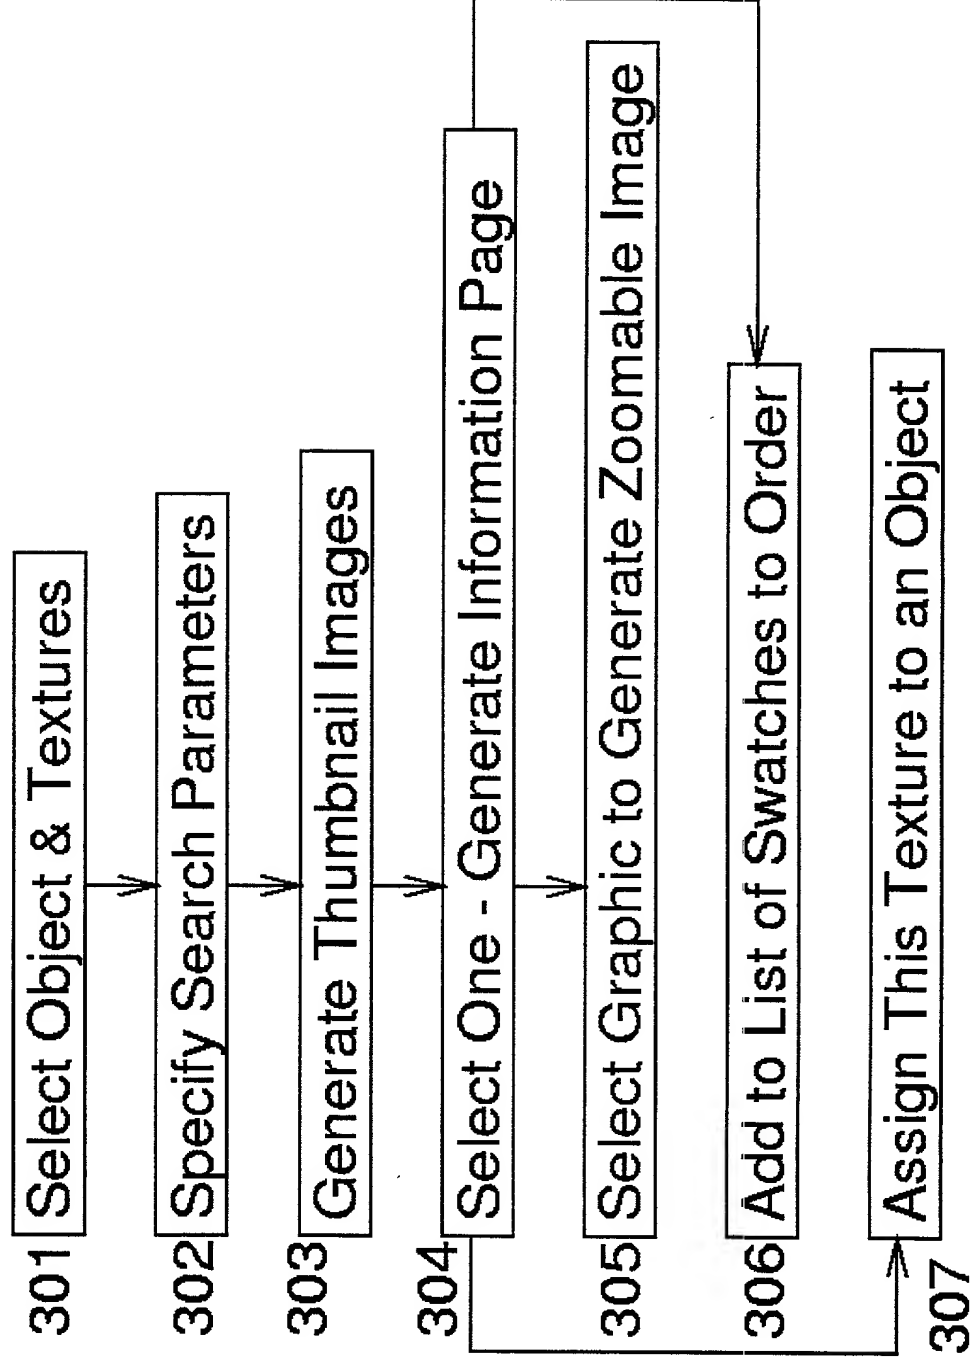 301 Select Object & Textures
302 Specify Search Parameters
303 Generate Thumbnail Images
304 Select One - Generate Information Page
305 Select Graphic to Generate Zoomable Image
306 Add to List of Swatches to Order
307 Assign This Texture to an Object